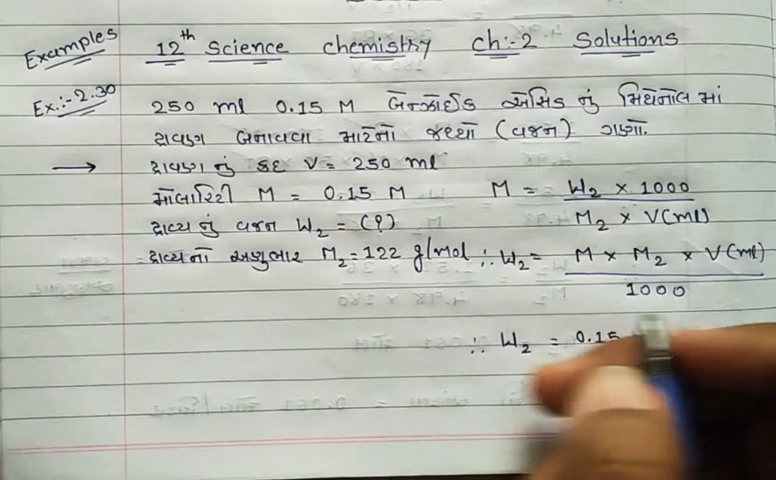 Examples 12th Science chemistry Ch:-2 Solutions
Ex.:-2.30 250 ml 0.15 M બેન્ઝોઈક એસિડ નું મિથેનોલ માં
દ્રાવણ બનાવવા માટેનો જથ્થો (વજન) ગણો.
→ દ્રાવણ નું કદ V = 250 ml
મોલારિટી M = 0.15 M M = W2 x 1000
દ્રાવ્ય નું વજન W2 = (?) M2 x V(ml)
દ્રાવ્યનો અણુભાર M2 = 122 g/mol ∴ W2 = M x M2 x V(ml)
1000
∴ W2 = 0.15